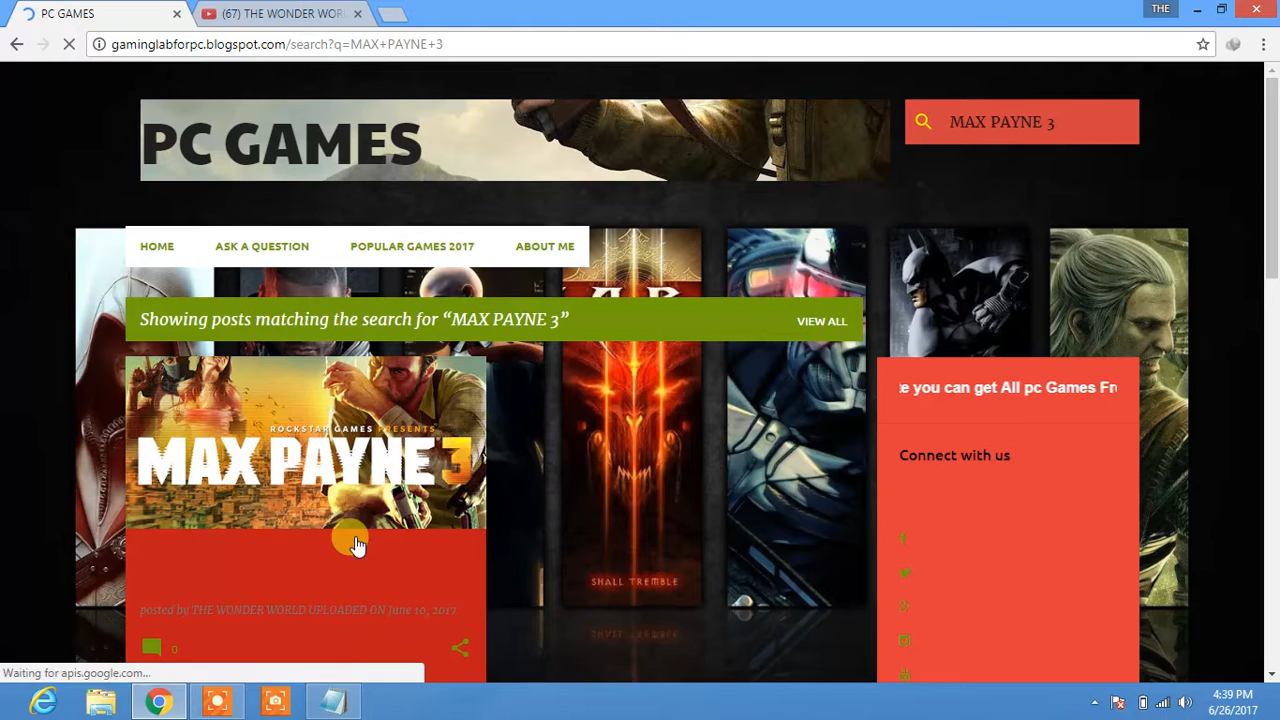 PC GAMES
(67) THE WONDER WOR
THE
gaminglabforpc.blogspot.com/search?q=MAX+PAYNE+3
PC GAMES
MAX PAYNE 3
HOME ASK A QUESTION POPULAR GAMES 2017 ABOUT ME
Showing posts matching the search for “MAX PAYNE 3”
VIEW ALL
te you can get All pc Games Fr
ROCKSTAR GAMES PRESENTS
MAX PAYNE 3
Connect with us
SHALL TREMBLE
posted by THE WONDER WORLD UPLOADED ON June 10, 2017
0
Waiting for apis.google.com...
4:39 PM
6/26/2017